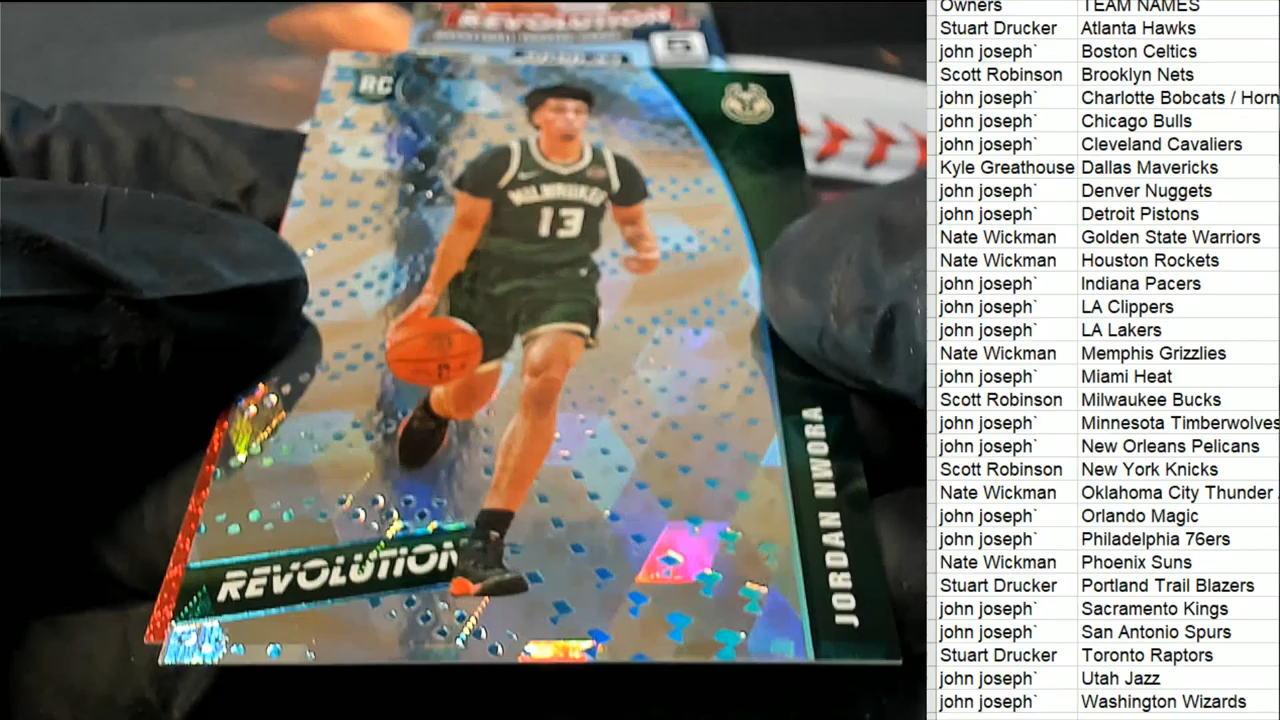 REVOLUTION
RC
MILWAUKEE
13
REVOLUTION
JORDAN NWORA
Owners TEAM NAMES
Stuart Drucker Atlanta Hawks
john joseph` Boston Celtics
Scott Robinson Brooklyn Nets
john joseph` Charlotte Bobcats / Horn
john joseph` Chicago Bulls
john joseph` Cleveland Cavaliers
Kyle Greathouse Dallas Mavericks
john joseph` Denver Nuggets
john joseph` Detroit Pistons
Nate Wickman Golden State Warriors
Nate Wickman Houston Rockets
john joseph` Indiana Pacers
john joseph` LA Clippers
john joseph` LA Lakers
Nate Wickman Memphis Grizzlies
john joseph` Miami Heat
Scott Robinson Milwaukee Bucks
john joseph` Minnesota Timberwolves
john joseph` New Orleans Pelicans
Scott Robinson New York Knicks
Nate Wickman Oklahoma City Thunder
john joseph` Orlando Magic
john joseph` Philadelphia 76ers
Nate Wickman Phoenix Suns
Stuart Drucker Portland Trail Blazers
john joseph` Sacramento Kings
john joseph` San Antonio Spurs
Stuart Drucker Toronto Raptors
john joseph` Utah Jazz
john joseph` Washington Wizards